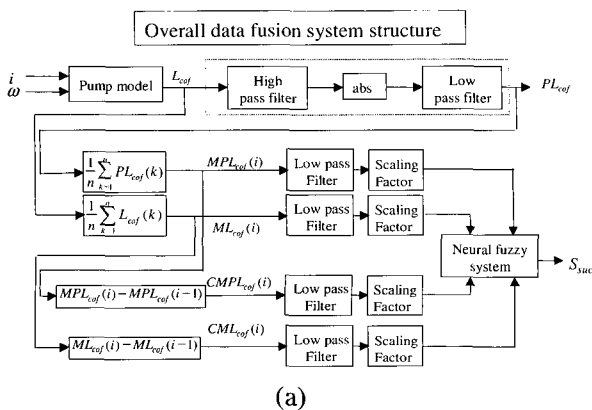 Overall data fusion system structure
i
ω
Pump model
L_cof
High
pass filter
abs
Low
pass filter
PL_cof
1/n ∑_{k=1}^{n} PL_cof(k)
MPL_cof(i)
Low pass
Filter
Scaling
Factor
1/n ∑_{k=1}^{n} L_cof(k)
ML_cof(i)
Low pass
Filter
Scaling
Factor
Neural fuzzy
system
S_suc
MPL_cof(i)−MPL_cof(i−1)
CMPL_cof(i)
Low pass
Filter
Scaling
Factor
ML_cof(i)−ML_cof(i−1)
CML_cof(i)
Low pass
Filter
Scaling
Factor
(a)